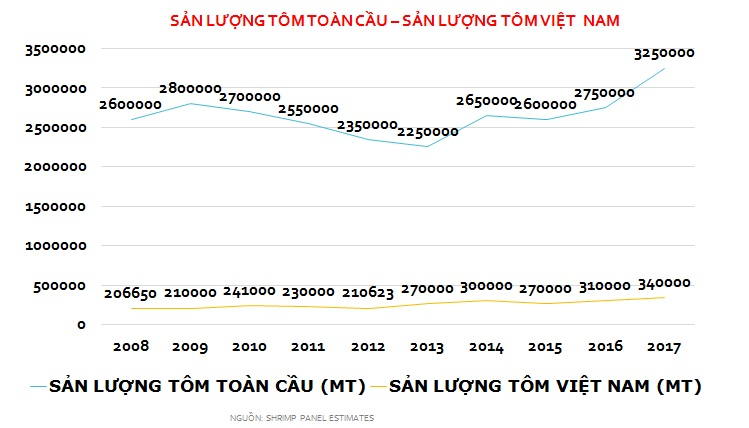 SẢN LƯỢNG TÔM TOÀN CẦU – SẢN LƯỢNG TÔM VIỆT NAM
3500000
3000000
2500000
2000000
1500000
1000000
500000
0
2600000 2800000 2700000 2550000 2350000 2250000 2650000 2600000 2750000 3250000
206650 210000 241000 230000 210623 270000 300000 270000 310000 340000
2008 2009 2010 2011 2012 2013 2014 2015 2016 2017
SẢN LƯỢNG TÔM TOÀN CẦU (MT) SẢN LƯỢNG TÔM VIỆT NAM (MT)
NGUỒN: SHRIMP PANEL ESTIMATES